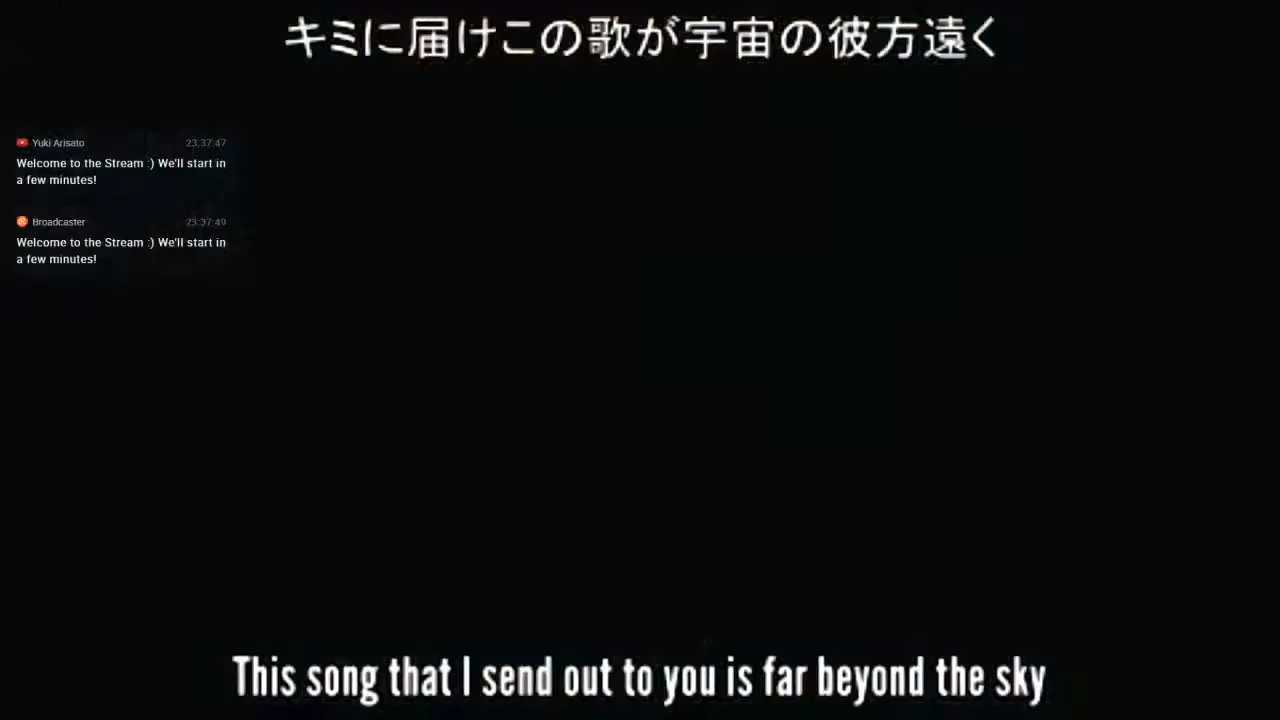 キミに届けこの歌が宇宙の彼方遠く
Yuki Arisato 23:37:47
Welcome to the Stream :) We'll start in
a few minutes!
Broadcaster 23:37:49
Welcome to the Stream :) We'll start in
a few minutes!
This song that I send out to you is far beyond the sky